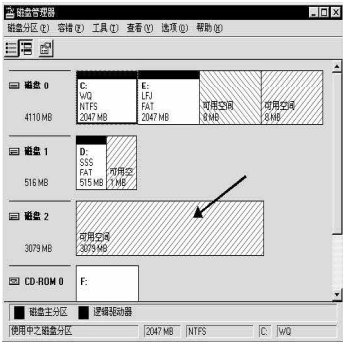 磁盘管理器
磁盘分区(P) 容错(F) 工具(T) 查看(V) 选项(O) 帮助(H)
磁盘 0
4110 MB
C:
WQ
NTFS
2047 MB
E:
LFJ
FAT
2047 MB
可用空间
8 MB
可用空间
8 MB
磁盘 1
516 MB
D:
SSS
FAT
515 MB
可用空
1 MB
磁盘 2
3079 MB
可用空间
3079 MB
CD-ROM 0
F:
磁盘主分区 逻辑驱动器
使用中之磁盘分区 2047 MB NTFS C: WQ